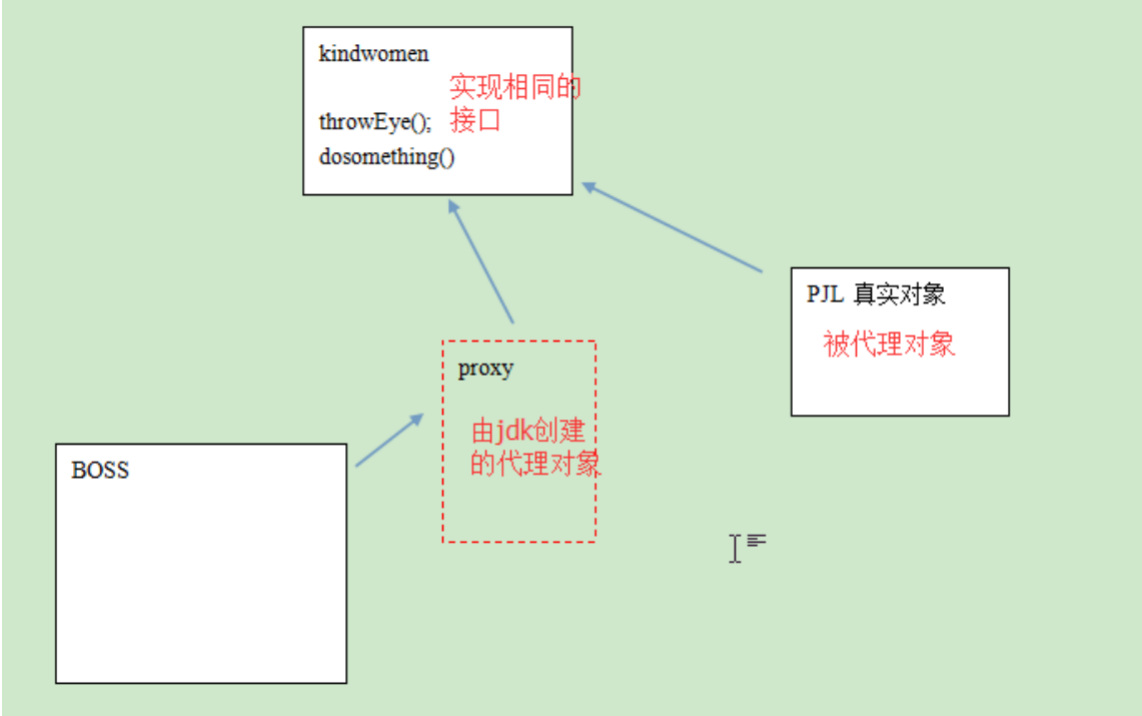 kindwomen
实现相同的
接口
throwEye();
dosomething()
PJL 真实对象
被代理对象
proxy
由jdk创建
的代理对象
BOSS